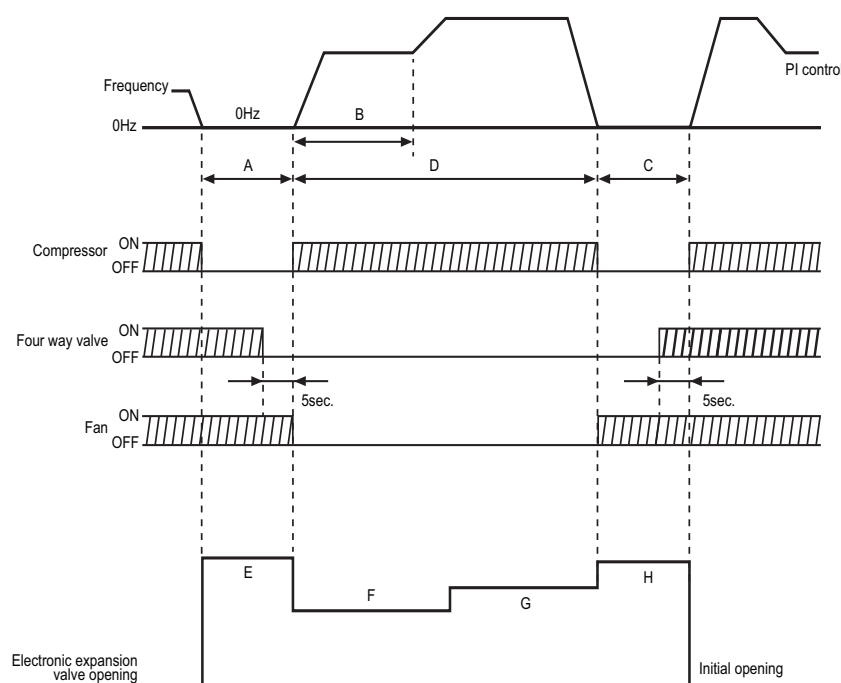 PI control
Frequency
0Hz
0Hz
B
A
D
C
Compressor
ON
OFF
Four way valve
ON
OFF
5sec.
5sec.
Fan
ON
OFF
E
F
G
H
Electronic expansion
valve opening
Initial opening